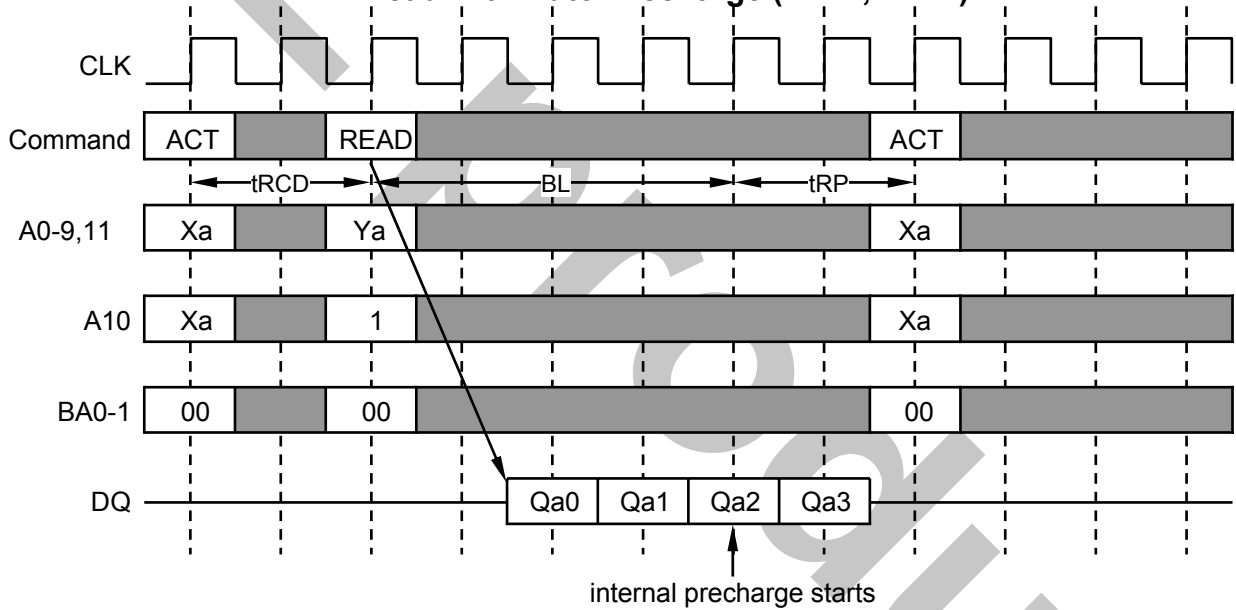 CLK
Command ACT READ ACT
tRCD BL tRP
A0-9,11 Xa Ya Xa
A10 Xa 1 Xa
BA0-1 00 00 00
DQ Qa0 Qa1 Qa2 Qa3
internal precharge starts